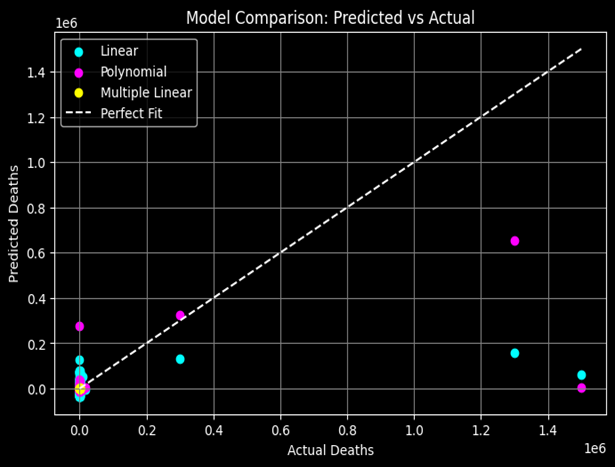 Model Comparison: Predicted vs Actual
1e6
Linear
Polynomial
Multiple Linear
Perfect Fit
Predicted Deaths
1.4
1.2
1.0
0.8
0.6
0.4
0.2
0.0
0.0 0.2 0.4 0.6 0.8 1.0 1.2 1.4
1e6
Actual Deaths